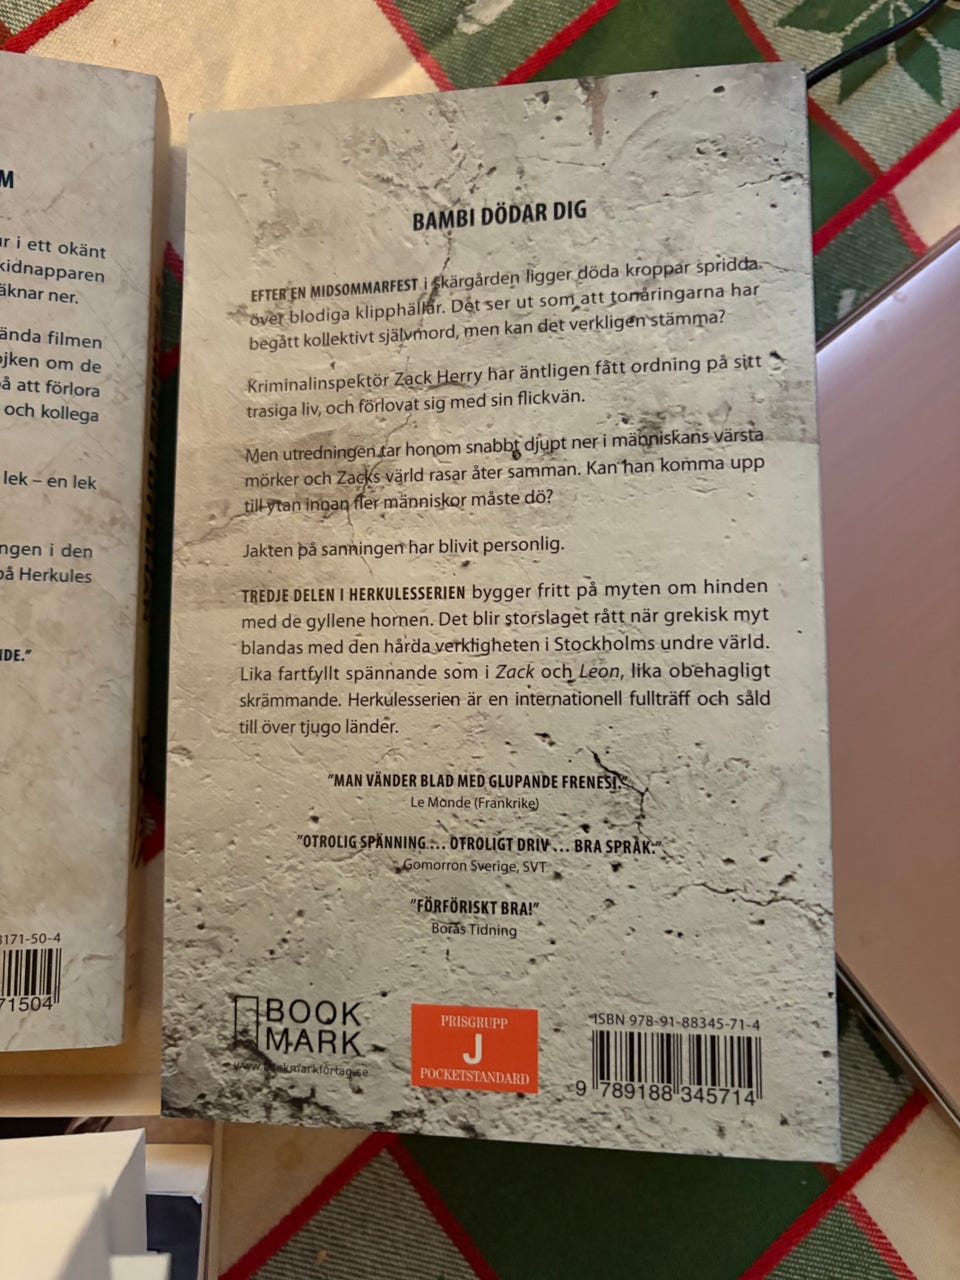 M
r i ett okänt
kidnapparen
äknar ner.
ända filmen
ojken om de
å att förlora
och kollega
lek – en lek
ngen i den
på Herkules
NDE."
3171-50-4
71504
BAMBI DÖDAR DIG
EFTER EN MIDSOMMARFEST i skärgården ligger döda kroppar spridda
över blodiga klipphällar. Det ser ut som att tonåringarna har
begått kollektivt självmord, men kan det verkligen stämma?
Kriminalinspektör Zack Herry har äntligen fått ordning på sitt
trasiga liv, och förlovat sig med sin flickvän.
Men utredningen tar honom snabbt djupt ner i människans värsta
mörker och Zacks värld rasar åter samman. Kan han komma upp
till ytan innan fler människor måste dö?
Jakten på sanningen har blivit personlig.
TREDJE DELEN I HERKULESSERIEN bygger fritt på myten om hinden
med de gyllene hornen. Det blir storslaget rått när grekisk myt
blandas med den hårda verkligheten i Stockholms undre värld.
Lika fartfyllt spännande som i Zack och Leon, lika obehagligt
skrämmande. Herkulesserien är en internationell fullträff och såld
till över tjugo länder.
"MAN VÄNDER BLAD MED GLUPANDE FRENESI."
Le Monde (Frankrike)
"OTROLIG SPÄNNING ... OTROLIGT DRIV ... BRA SPRÅK."
Gomorron Sverige, SVT
"FÖRFÖRISKT BRA!"
Borås Tidning
BOOK
MARK
www.bookmarkförlag.se
PRISGRUPP
J
POCKETSTANDARD
ISBN 978-91-88345-71-4
9 789188 345714